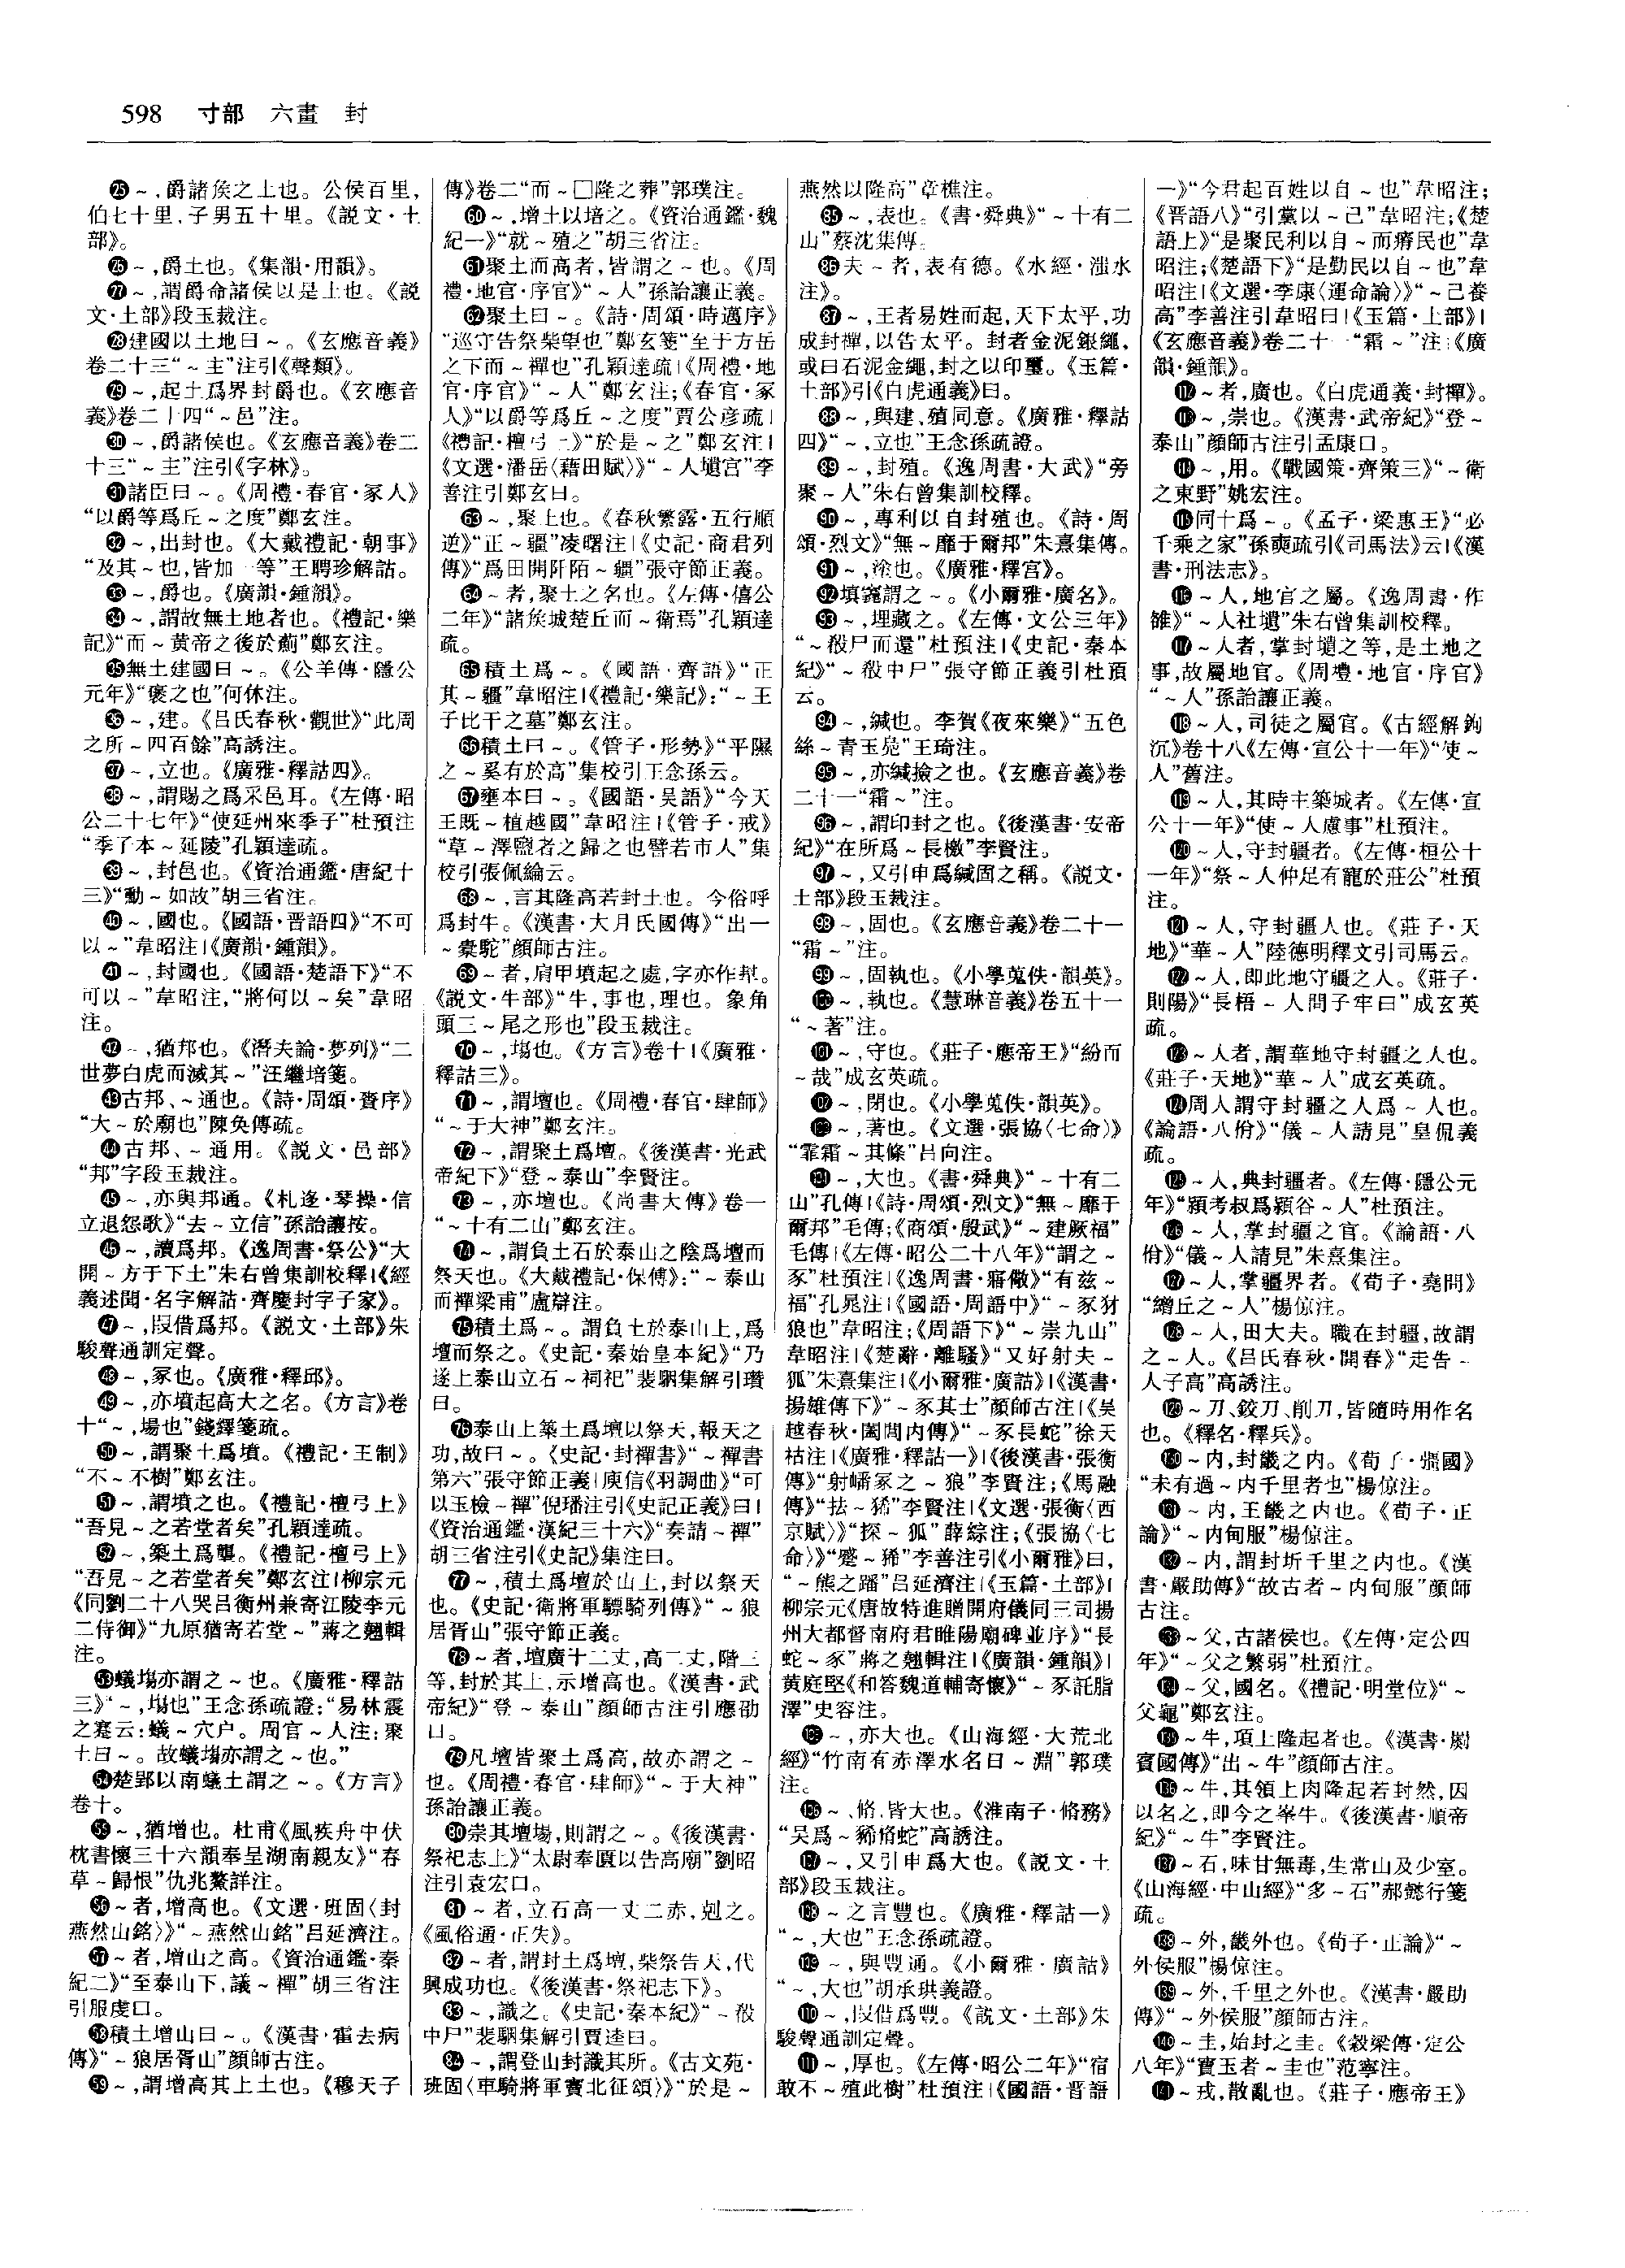 598 寸部 六畫 封
㉕～,爵諸侯之土也。公侯百里,
伯七十里,子男五十里。《説文·土
部》。
㉖～,爵土也。《集韻·用韻》。
㉗～,謂爵命諸侯以是土也。《説
文·土部》段玉裁注。
㉘建國以土地曰～。《玄應音義》
卷二十三“～主”注引《聲類》。
㉙～,起土爲界封爵也。《玄應音
義》卷二十四“～邑”注。
㉚～,爵諸侯也。《玄應音義》卷二
十三“～主”注引《字林》。
㉛諸臣曰～。《周禮·春官·冢人》
“以爵等爲丘～之度”鄭玄注。
㉜～,出封也。《大戴禮記·朝事》
“及其～也,皆加一等”王聘珍解詁。
㉝～,爵也。《廣韻·鍾韻》。
㉞～,謂故無土地者也。《禮記·樂
記》“而～黄帝之後於薊”鄭玄注。
㉟無土建國曰～。《公羊傳·隱公
元年》“褒之也”何休注。
㊱～,建。《吕氏春秋·觀世》“此周
之所～四百餘”高誘注。
㊲～,立也。《廣雅·釋詁四》。
㊳～,謂賜之爲采邑耳。《左傳·昭
公二十七年》“使延州來季子”杜預注
“季子本～延陵”孔穎達疏。
㊴～,封邑也。《資治通鑑·唐紀十
三》“動～如故”胡三省注。
㊵～,國也。《國語·晋語四》“不可
以～”韋昭注|《廣韻·鍾韻》。
㊶～,封國也。《國語·楚語下》“不
可以～”韋昭注,“將何以～矣”韋昭
注。
㊷～,猶邦也。《潛夫論·夢列》“二
世夢白虎而滅其～”汪繼培箋。
㊸古邦、～通也。《詩·周頌·賚序》
“大～於廟也”陳奂傳疏。
㊹古邦、～通用。《説文·邑部》
“邦”字段玉裁注。
㊺～,亦與邦通。《札迻·琴操·信
立退怨歌》“去～立信”孫詒讓按。
㊻～,讀爲邦。《逸周書·祭公》“大
開～方于下土”朱右曾集訓校釋|《經
義述聞·名字解詁·齊慶封字子家》。
㊼～,叚借爲邦。《説文·土部》朱
駿聲通訓定聲。
㊽～,冢也。《廣雅·釋邱》。
㊾～,亦墳起高大之名。《方言》卷
十“～,場也”錢繹箋疏。
㊿～,謂聚土爲墳。《禮記·王制》
“不～不樹”鄭玄注。
51～,謂墳之也。《禮記·檀弓上》
“吾見～之若堂者矣”孔穎達疏。
52～,築土爲壟。《禮記·檀弓上》
“吾見～之若堂者矣”鄭玄注|柳宗元
《同劉二十八哭吕衡州兼寄江陵李元
二侍御》“九原猶寄若堂～”蔣之翹輯
注。
53蟻塲亦謂之～也。《廣雅·釋詁
三》“～,塲也”王念孫疏證:“易林震
之蹇云:蟻～穴户。周官～人注:聚
土曰～。故蟻塲亦謂之～也。”
54楚郢以南蟻土謂之～。《方言》
卷十。
55～,猶增也。杜甫《風疾舟中伏
枕書懷三十六韻奉呈湖南親友》“春
草～歸恨”仇兆鰲詳注。
56～者,增高也。《文選·班固〈封
燕然山銘〉》“～燕然山銘”吕延濟注。
57～者,增山之高。《資治通鑑·秦
紀二》“至泰山下,議～禪”胡三省注
引服虔曰。
58積土增山曰～。《漢書·霍去病
傳》“～狼居胥山”顔師古注。
59～,謂增高其上土也。《穆天子
傳》卷二“而～□隆之葬”郭璞注。
60～,增土以培之。《資治通鑑·魏
紀一》“就～殖之”胡三省注。
61聚土而高者,皆謂之～也。《周
禮·地官·序官》“～人”孫詒讓正義。
62聚土曰～。《詩·周頌·時邁序》
“巡守告祭柴望也”鄭玄箋“至于方岳
之下而～禪也”孔穎達疏|《周禮·地
官·序官》“～人”鄭玄注;《春官·冢
人》“以爵等爲丘～之度”賈公彦疏|
《禮記·檀弓上》“於是～之”鄭玄注|
《文選·潘岳〈藉田賦〉》“～人壝宫”李
善注引鄭玄曰。
63～,聚土也。《春秋繁露·五行順
逆》“正～疆”凌曙注|《史記·商君列
傳》“爲田開阡陌～疆”張守節正義。
64～者,聚土之名也。《左傳·僖公
二年》“諸侯城楚丘而～衛焉”孔穎達
疏。
65積土爲～。《國語·齊語》“正
其～疆”韋昭注|《禮記·樂記》:“～王
子比干之墓”鄭玄注。
66積土曰～。《管子·形勢》“平隰
之～奚有於高”集校引王念孫云。
67壅本曰～。《國語·吴語》“今天
王既～植越國”韋昭注|《管子·戒》
“草～澤鹽者之歸之也譬若市人”集
校引張佩綸云。
68～,言其隆高若封土也。今俗呼
爲封牛。《漢書·大月氏國傳》“出一
～橐駝”顔師古注。
69～者,肩甲墳起之處,字亦作犎。
《説文·牛部》“牛,事也,理也。象角
頭三～尾之形也”段玉裁注。
70～,塲也。《方言》卷十|《廣雅·
釋詁三》。
71～,謂壇也。《周禮·春官·肆師》
“～于大神”鄭玄注。
72～,謂聚土爲壇。《後漢書·光武
帝紀下》“登～泰山”李賢注。
73～,亦壇也。《尚書大傳》卷一
“～十有二山”鄭玄注。
74～,謂負土石於泰山之陰爲壇而
祭天也。《大戴禮記·保傅》:“～泰山
而禪梁甫”盧辯注。
75積土爲～。謂負土於泰山上,爲
壇而祭之。《史記·秦始皇本紀》“乃
遂上泰山立石～祠祀”裴駰集解引瓚
曰。
76泰山上築土爲壇以祭天,報天之
功,故曰～。《史記·封禪書》“～禪書
第六”張守節正義|庾信《羽調曲》“可
以玉檢～禪”倪璠注引《史記正義》曰|
《資治通鑑·漢紀三十六》“奏請～禪”
胡三省注引《史記》集注曰。
77～,積土爲壇於山上,封以祭天
也。《史記·衛將軍驃騎列傳》“～狼
居胥山”張守節正義。
78～者,壇廣十二丈,高二丈,階三
等,封於其上,示增高也。《漢書·武
帝紀》“登～泰山”顔師古注引應劭
曰。
79凡壇皆聚土爲高,故亦謂之～
也。《周禮·春官·肆師》“～于大神”
孫詒讓正義。
80崇其壇場,則謂之～。《後漢書·
祭祀志上》“太尉奉匱以告高廟”劉昭
注引袁宏曰。
81～者,立石高一丈二赤,剋之。
《風俗通·正失》。
82～者,謂封土爲壇,柴祭告天,代
興成功也。《後漢書·祭祀志下》。
83～,識之。《史記·秦本紀》“～殽
中尸”裴駰集解引賈逵曰。
84～,謂登山封識其所。《古文苑·
班固〈車騎將軍竇北征頌〉》“於是～
燕然以隆高”章樵注。
85～,表也。《書·舜典》“～十有二
山”蔡沈集傳。
86夫～者,表有德。《水經·滍水
注》。
87～,王者易姓而起,天下太平,功
成封禪,以告太平。封者金泥銀繩,
或曰石泥金繩,封之以印璽。《玉篇·
土部》引《白虎通義》曰。
88～,與建、殖同意。《廣雅·釋詁
四》“～,立也”王念孫疏證。
89～,封殖。《逸周書·大武》“旁
聚～人”朱右曾集訓校釋。
90～,專利以自封殖也。《詩·周
頌·烈文》“無～靡于爾邦”朱熹集傳。
91～,塗也。《廣雅·釋宫》。
92填窾謂之～。《小爾雅·廣名》。
93～,埋藏之。《左傳·文公三年》
“～殽尸而還”杜預注|《史記·秦本
紀》“～殽中尸”張守節正義引杜預
云。
94～,緘也。李賀《夜來樂》“五色
絲～青玉鳧”王琦注。
95～,亦緘撿之也。《玄應音義》卷
二十一“霜～”注。
96～,謂印封之也。《後漢書·安帝
紀》“在所爲～長檄”李賢注。
97～,又引申爲緘固之稱。《説文·
土部》段玉裁注。
98～,固也。《玄應音義》卷二十一
“霜～”注。
99～,固執也。《小學蒐佚·韻英》。
100～,執也。《慧琳音義》卷五十一
“～著”注。
101～,守也。《莊子·應帝王》“紛而
～哉”成玄英疏。
102～,閉也。《小學蒐佚·韻英》。
103～,著也。《文選·張協〈七命〉》
“霏霜～其條”吕向注。
104～,大也。《書·舜典》“～十有二
山”孔傳|《詩·周頌·烈文》“無～靡于
爾邦”毛傳;《商頌·殷武》“～建厥福”
毛傳|《左傳·昭公二十八年》“謂之～
豕”杜預注|《逸周書·寤儆》“有兹～
福”孔晁注|《國語·周語中》“～豕豺
狼也”韋昭注;《周語下》“～崇九山”
韋昭注|《楚辭·離騷》“又好射夫～
狐”朱熹集注|《小爾雅·廣詁》|《漢書·
揚雄傳下》“～豕其士”顔師古注|《吴
越春秋·闔閭内傳》“～豕長蛇”徐天
祜注|《廣雅·釋詁一》|《後漢書·張衡
傳》“射嶓冢之～狼”李賢注;《馬融
傳》“抾～狶”李賢注|《文選·張衡〈西
京賦〉》“探～狐”薛綜注;《張協〈七
命〉》“蹙～狶”李善注引《小爾雅》曰,
“～熊之蹯”吕延濟注|《玉篇·土部》|
柳宗元《唐故特進贈開府儀同三司揚
州大都督南府君睢陽廟碑並序》“長
蛇～豕”蔣之翹輯注|《廣韻·鍾韻》|
黄庭堅《和答魏道輔寄懷》“～豕託脂
澤”史容注。
105～,亦大也。《山海經·大荒北
經》“竹南有赤澤水名曰～淵”郭璞
注。
106～、脩,皆大也。《淮南子·脩務》
“吴爲～豨脩蛇”高誘注。
107～,又引申爲大也。《説文·土
部》段玉裁注。
108～之言豐也。《廣雅·釋詁一》
“～,大也”王念孫疏證。
109～,與豐通。《小爾雅·廣詁》
“～,大也”胡承珙義證。
110～,叚借爲豐。《説文·土部》朱
駿聲通訓定聲。
111～,厚也。《左傳·昭公二年》“宿
敢不～殖此樹”杜預注|《國語·晋語
一》“今君起百姓以自～也”韋昭注;
《晋語八》“引黨以～己”韋昭注;《楚
語上》“是聚民利以自～而瘠民也”韋
昭注;《楚語下》“是勤民以自～也”韋
昭注|《文選·李康〈運命論〉》“～己養
高”李善注引韋昭曰|《玉篇·土部》|
《玄應音義》卷二十一“霜～”注|《廣
韻·鍾韻》。
112～者,廣也。《白虎通義·封禪》。
113～,崇也。《漢書·武帝紀》“登～
泰山”顔師古注引孟康曰。
114～,用。《戰國策·齊策三》“～衛
之東野”姚宏注。
115同十爲～。《孟子·梁惠王》“必
千乘之家”孫奭疏引《司馬法》云|《漢
書·刑法志》。
116～人,地官之屬。《逸周書·作
雒》“～人社壝”朱右曾集訓校釋。
117～人者,掌封壝之等,是土地之
事,故屬地官。《周禮·地官·序官》
“～人”孫詒讓正義。
118～人,司徒之屬官。《古經解鉤
沉》卷十八《左傳·宣公十一年》“使～
人”舊注。
119～人,其時主築城者。《左傳·宣
公十一年》“使～人慮事”杜預注。
120～人,守封疆者。《左傳·桓公十
一年》“祭～人仲足有寵於莊公”杜預
注。
121～人,守封疆人也。《莊子·天
地》“華～人”陸德明釋文引司馬云。
122～人,即此地守疆之人。《莊子·
則陽》“長梧～人問子牢曰”成玄英
疏。
123～人者,謂華地守封疆之人也。
《莊子·天地》“華～人”成玄英疏。
124周人謂守封疆之人爲～人也。
《論語·八佾》“儀～人請見”皇侃義
疏。
125～人,典封疆者。《左傳·隱公元
年》“潁考叔爲潁谷～人”杜預注。
126～人,掌封疆之官。《論語·八
佾》“儀～人請見”朱熹集注。
127～人,掌疆界者。《荀子·堯問》
“繒丘之～人”楊倞注。
128～人,田大夫。職在封疆,故謂
之～人。《吕氏春秋·開春》“走告～
人子高”高誘注。
129～刀、鉸刀、削刀,皆隨時用作名
也。《釋名·釋兵》。
130～内,封畿之内。《荀子·彊國》
“未有過～内千里者也”楊倞注。
131～内,王畿之内也。《荀子·正
論》“～内甸服”楊倞注。
132～内,謂封圻千里之内也。《漢
書·嚴助傳》“故古者～内甸服”顔師
古注。
133～父,古諸侯也。《左傳·定公四
年》“～父之繁弱”杜預注。
134～父,國名。《禮記·明堂位》“～
父龜”鄭玄注。
135～牛,項上隆起者也。《漢書·罽
賓國傳》“出～牛”顔師古注。
136～牛,其領上肉隆起若封然,因
以名之,即今之峯牛。《後漢書·順帝
紀》“～牛”李賢注。
137～石,味甘無毒,生常山及少室。
《山海經·中山經》“多～石”郝懿行箋
疏。
138～外,畿外也。《荀子·正論》“～
外侯服”楊倞注。
139～外,千里之外也。《漢書·嚴助
傳》“～外侯服”顔師古注。
140～圭,始封之圭。《穀梁傳·定公
八年》“寶玉者～圭也”范寧注。
141～戎,散亂也。《莊子·應帝王》